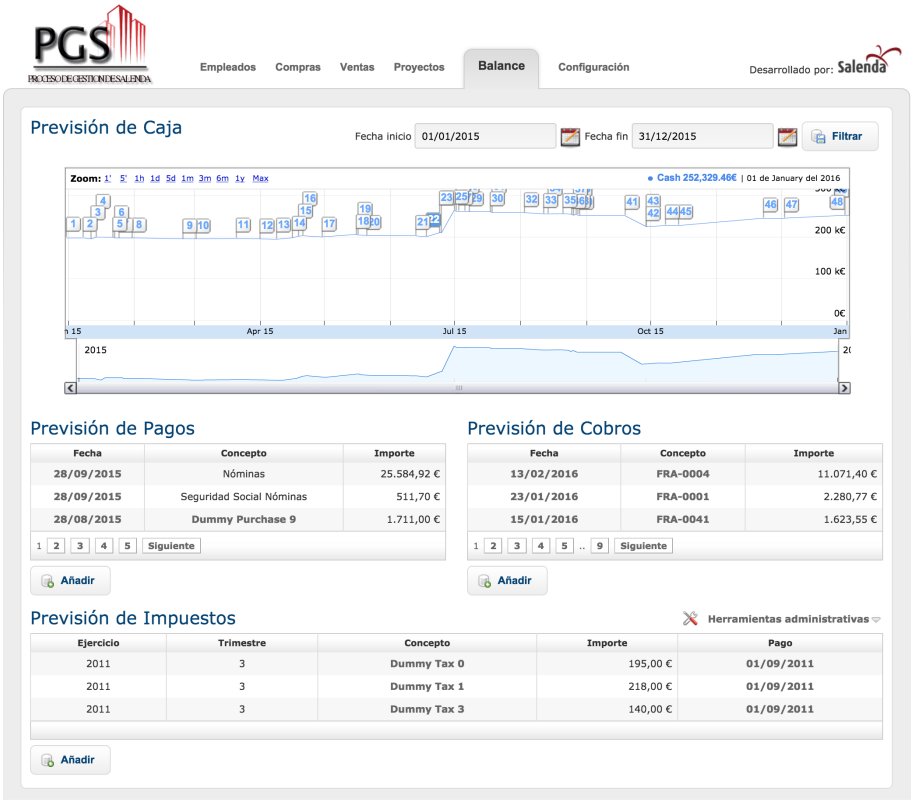 PGS
PROCESO DE GESTION DE SALENDA
Empleados Compras Ventas Proyectos Balance Configuración
Desarrollado por: Salenda
Previsión de Caja
Fecha inicio 01/01/2015 Fecha fin 31/12/2015 Filtrar
Zoom: 1' 5' 1h 1d 5d 1m 3m 6m 1y Max
Cash 252,329.46€ | 01 de January del 2016
4 16 23 25 29 30 32 33 35 48
3 6 15 19 41 43 46 47
1 2 5 8 9 10 11 12 13 14 17 18 20 21 22 42 44 45
200 k€
100 k€
0€
15 Apr 15 Jul 15 Oct 15 Jan
2015
Previsión de Pagos
Fecha Concepto Importe
28/09/2015 Nóminas 25.584,92 €
28/09/2015 Seguridad Social Nóminas 511,70 €
28/08/2015 Dummy Purchase 9 1.711,00 €
1 2 3 4 5 Siguiente
Añadir
Previsión de Cobros
Fecha Concepto Importe
13/02/2016 FRA-0004 11.071,40 €
23/01/2016 FRA-0001 2.280,77 €
15/01/2016 FRA-0041 1.623,55 €
1 2 3 4 5 .. 9 Siguiente
Añadir
Previsión de Impuestos
Herramientas administrativas
Ejercicio Trimestre Concepto Importe Pago
2011 3 Dummy Tax 0 195,00 € 01/09/2011
2011 3 Dummy Tax 1 218,00 € 01/09/2011
2011 3 Dummy Tax 3 140,00 € 01/09/2011
Añadir